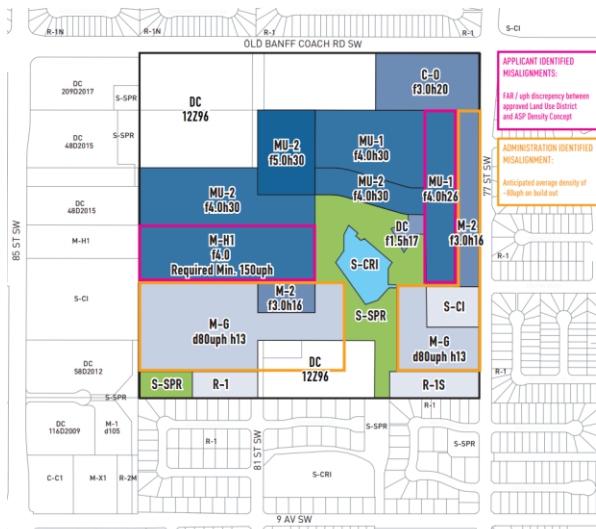 R-1N
R-1N
R-1
R-1
S-CI
OLD BANFF COACH RD SW
DC
209D2017
S-SPR
DC
12Z96
C-O
f3.0h20
APPLICANT IDENTIFIED
MISALIGNMENTS:
FAR / uph discrepency between
approved Land Use District
and ASP Density Concept
DC
48D2015
S-SPR
MU-2
f5.0h30
MU-1
f4.0h30
MU-2
f4.0h30
MU-1
f4.0h26
77 ST SW
ADMINISTRATION IDENTIFIED
MISALIGNMENT:
Anticipated average density of
~80uph on build out
85 ST SW
DC
48D2015
MU-2
f4.0h30
M-2
f3.0h16
DC
f1.5h17
M-H1
M-H1
f4.0
Required Min. 150uph
S-CRI
R-1
S-CI
M-2
f3.0h16
S-CI
M-G
d80uph h13
S-SPR
M-G
d80uph h13
DC
58D2012
DC
12Z96
S-SPR
S-SPR
R-1
R-1S
R-1
DC
116D2009
M-1
d105
R-1
81 ST SW
S-SPR
S-SPR
R-1
C-C1
M-X1
R-2M
S-CRI
9 AV SW